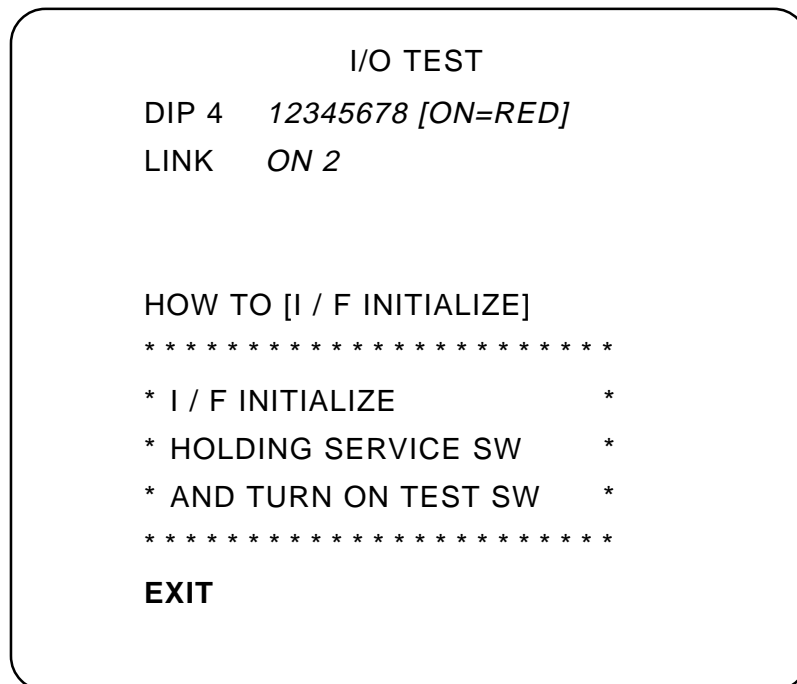 I/O TEST
DIP 4 12345678 [ON=RED]
LINK ON 2
HOW TO [I / F INITIALIZE]
* * * * * * * * * * * * * * * * * * * * * * *
* I / F INITIALIZE *
* HOLDING SERVICE SW *
* AND TURN ON TEST SW *
* * * * * * * * * * * * * * * * * * * * * * *
EXIT